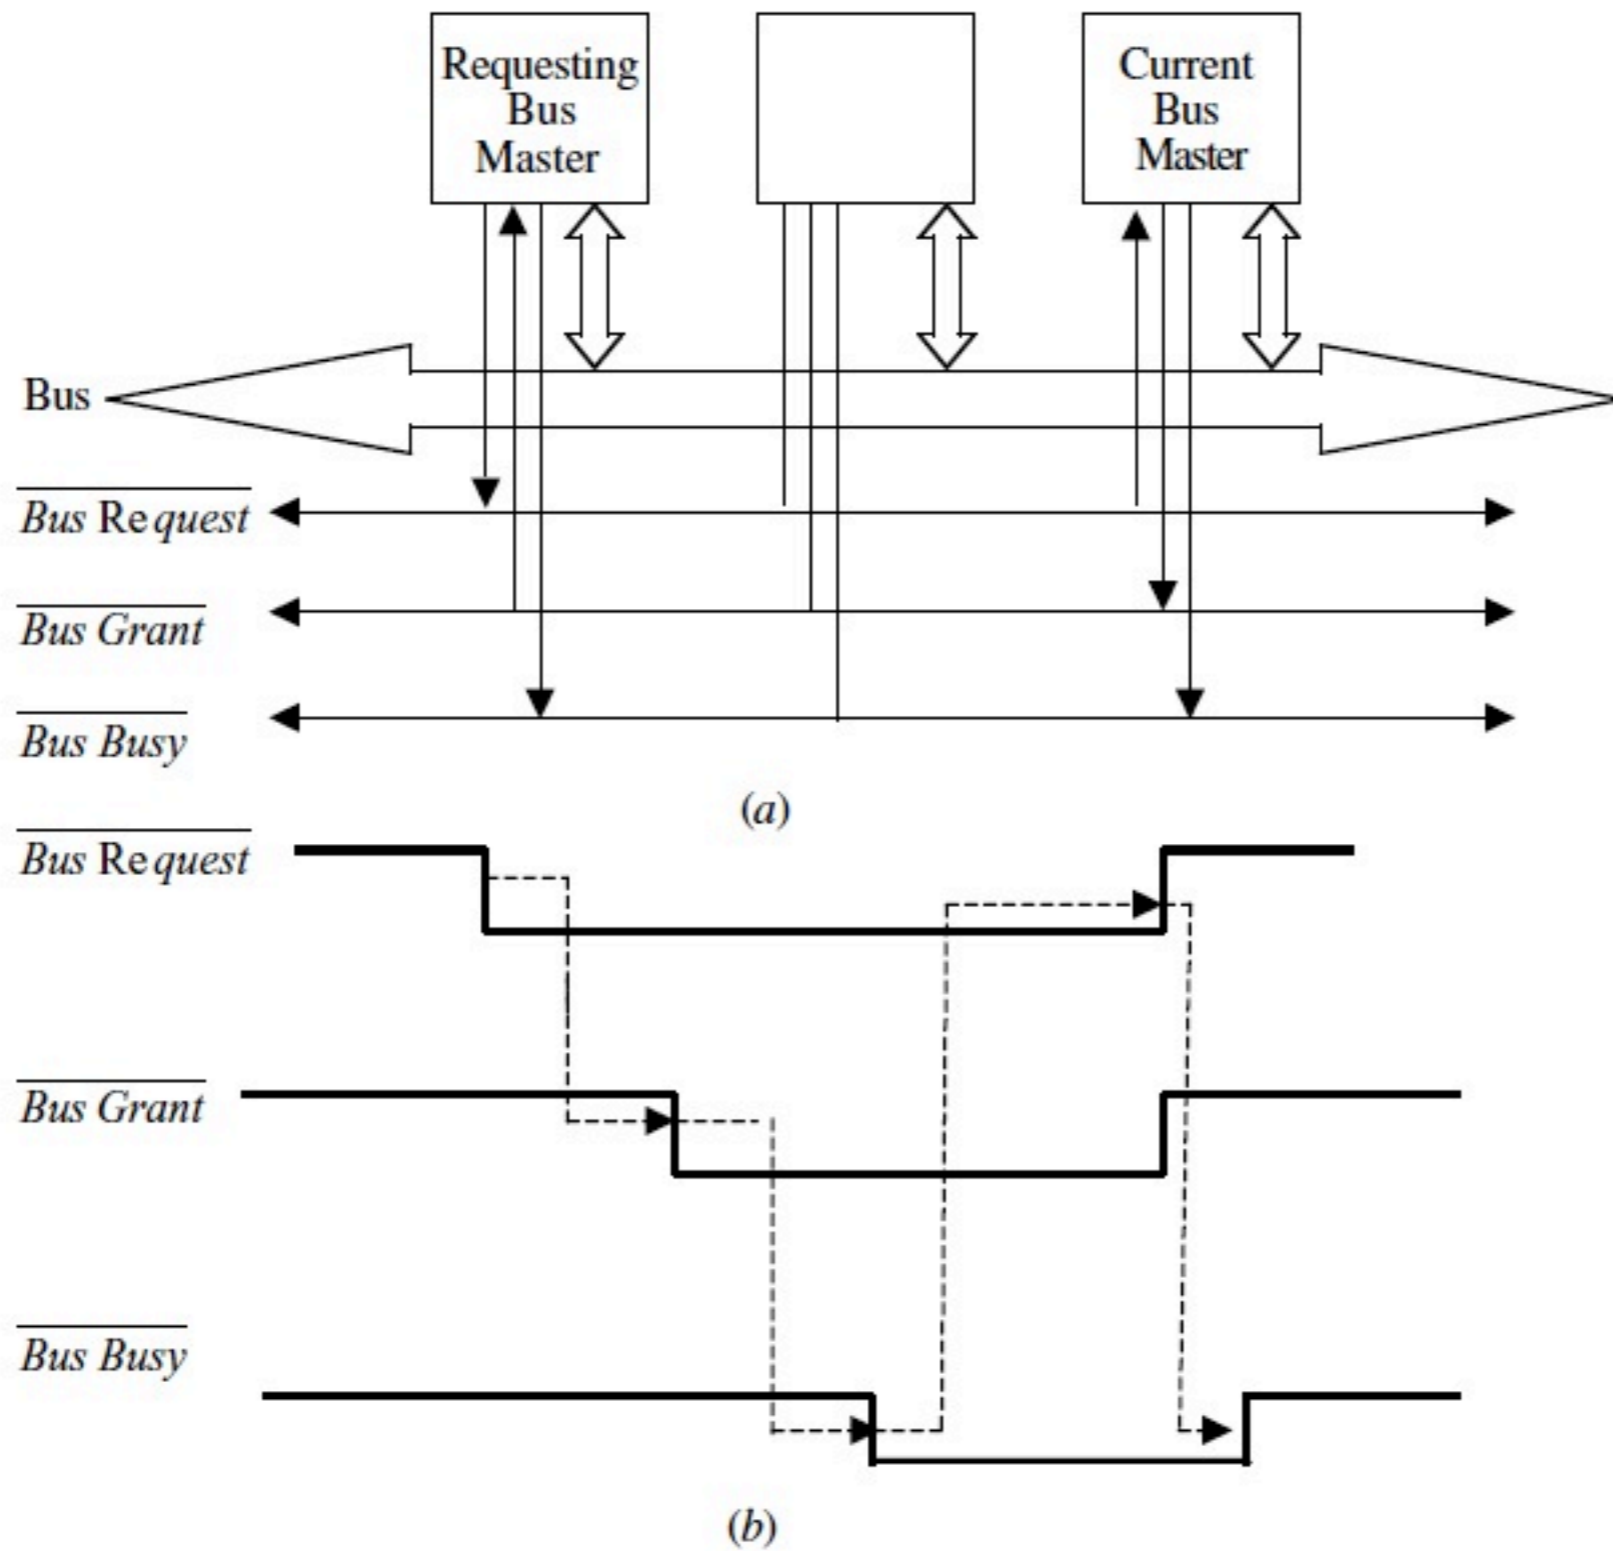 Requesting
Bus
Master
Current
Bus
Master
Bus
Bus Request
Bus Grant
Bus Busy
(a)
Bus Request
Bus Grant
Bus Busy
(b)